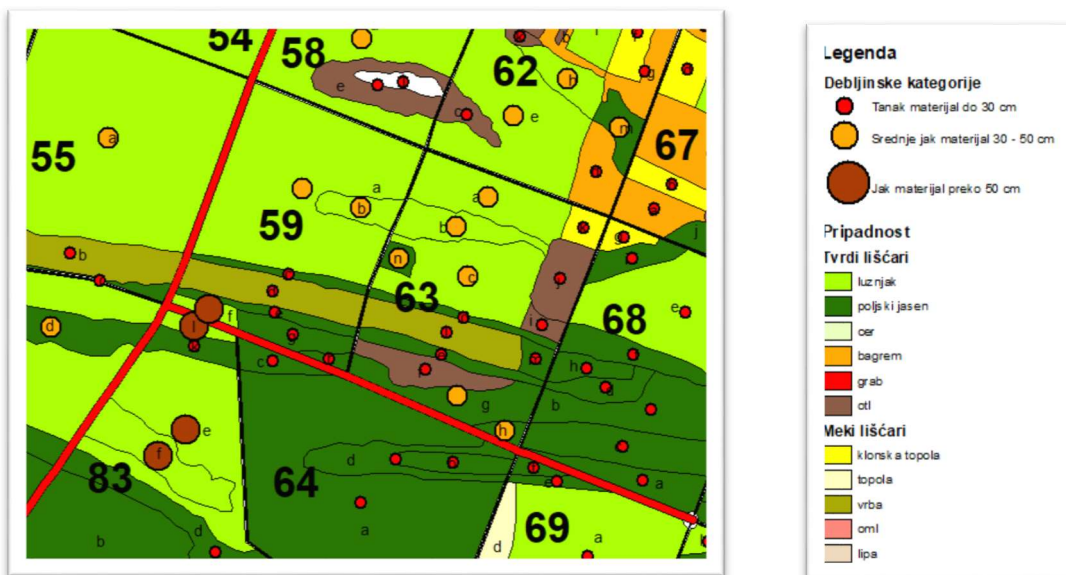 54
58
62
67
55
59
63
68
83
64
69
a
b
d
e
c
e
h
m
g
a
b
a
b
n
c
j
e
f
l
c
i
h
b
g
h
d
a
e
f
d
b
a
d
a
Legenda
Debljinske kategorije
Tanak materijal do 30 cm
Srednje jak materijal 30 - 50 cm
Jak materijal preko 50 cm
Pripadnost
Tvrdi lišćari
luznjak
poljski jasen
cer
bagrem
grab
otl
Meki lišćari
klonska topola
topola
vrba
oml
lipa